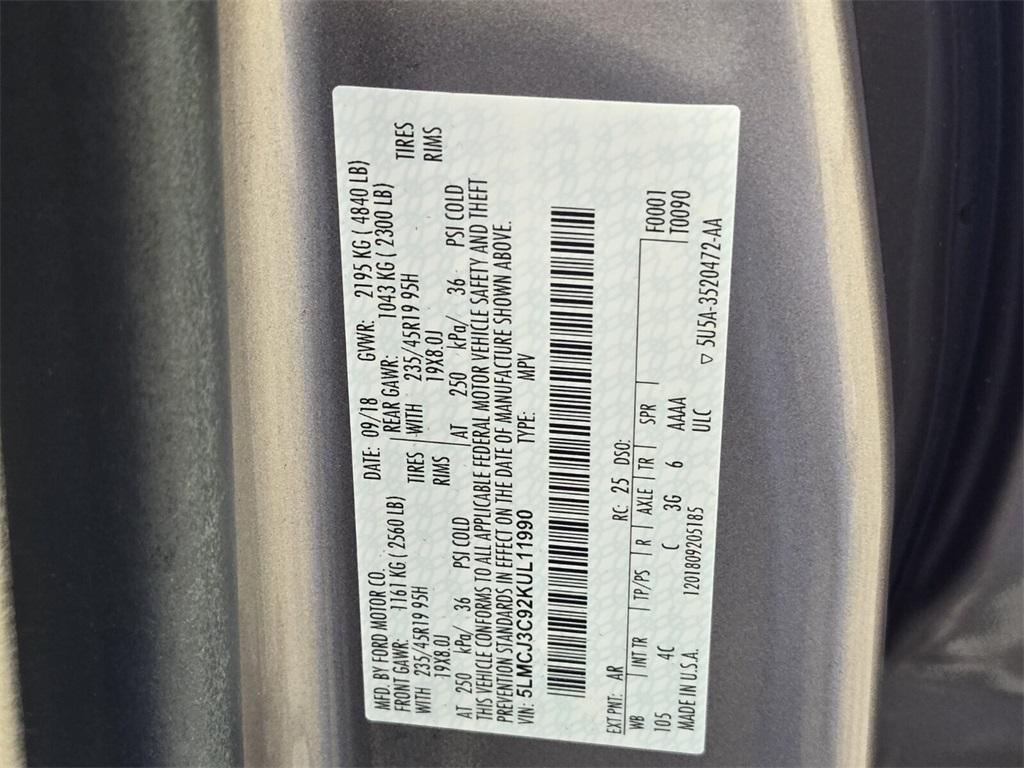 MFD. BY FORD MOTOR CO. DATE: 09/18 GVWR: 2195 KG ( 4840 LB)
FRONT GAWR: 1161 KG ( 2560 LB) REAR GAWR: 1043 KG ( 2300 LB)
WITH 235/45R19 95H TIRES WITH 235/45R19 95H TIRES
19X8.0J RIMS 19X8.0J RIMS
AT 250 kPa/ 36 PSI COLD AT 250 kPa/ 36 PSI COLD
THIS VEHICLE CONFORMS TO ALL APPLICABLE FEDERAL MOTOR VEHICLE SAFETY AND THEFT
PREVENTION STANDARDS IN EFFECT ON THE DATE OF MANUFACTURE SHOWN ABOVE.
VIN: 5LMCJ3C92KUL11990 TYPE: MPV
EXT PNT: AR RC: 25 DSO: F0001
WB INT TR TP/PS R AXLE TR SPR T0090
105 4C C 3G 6 AAAA
MADE IN U.S.A. 1201809205185 ULC
▽ 5U5A-3520472-AA